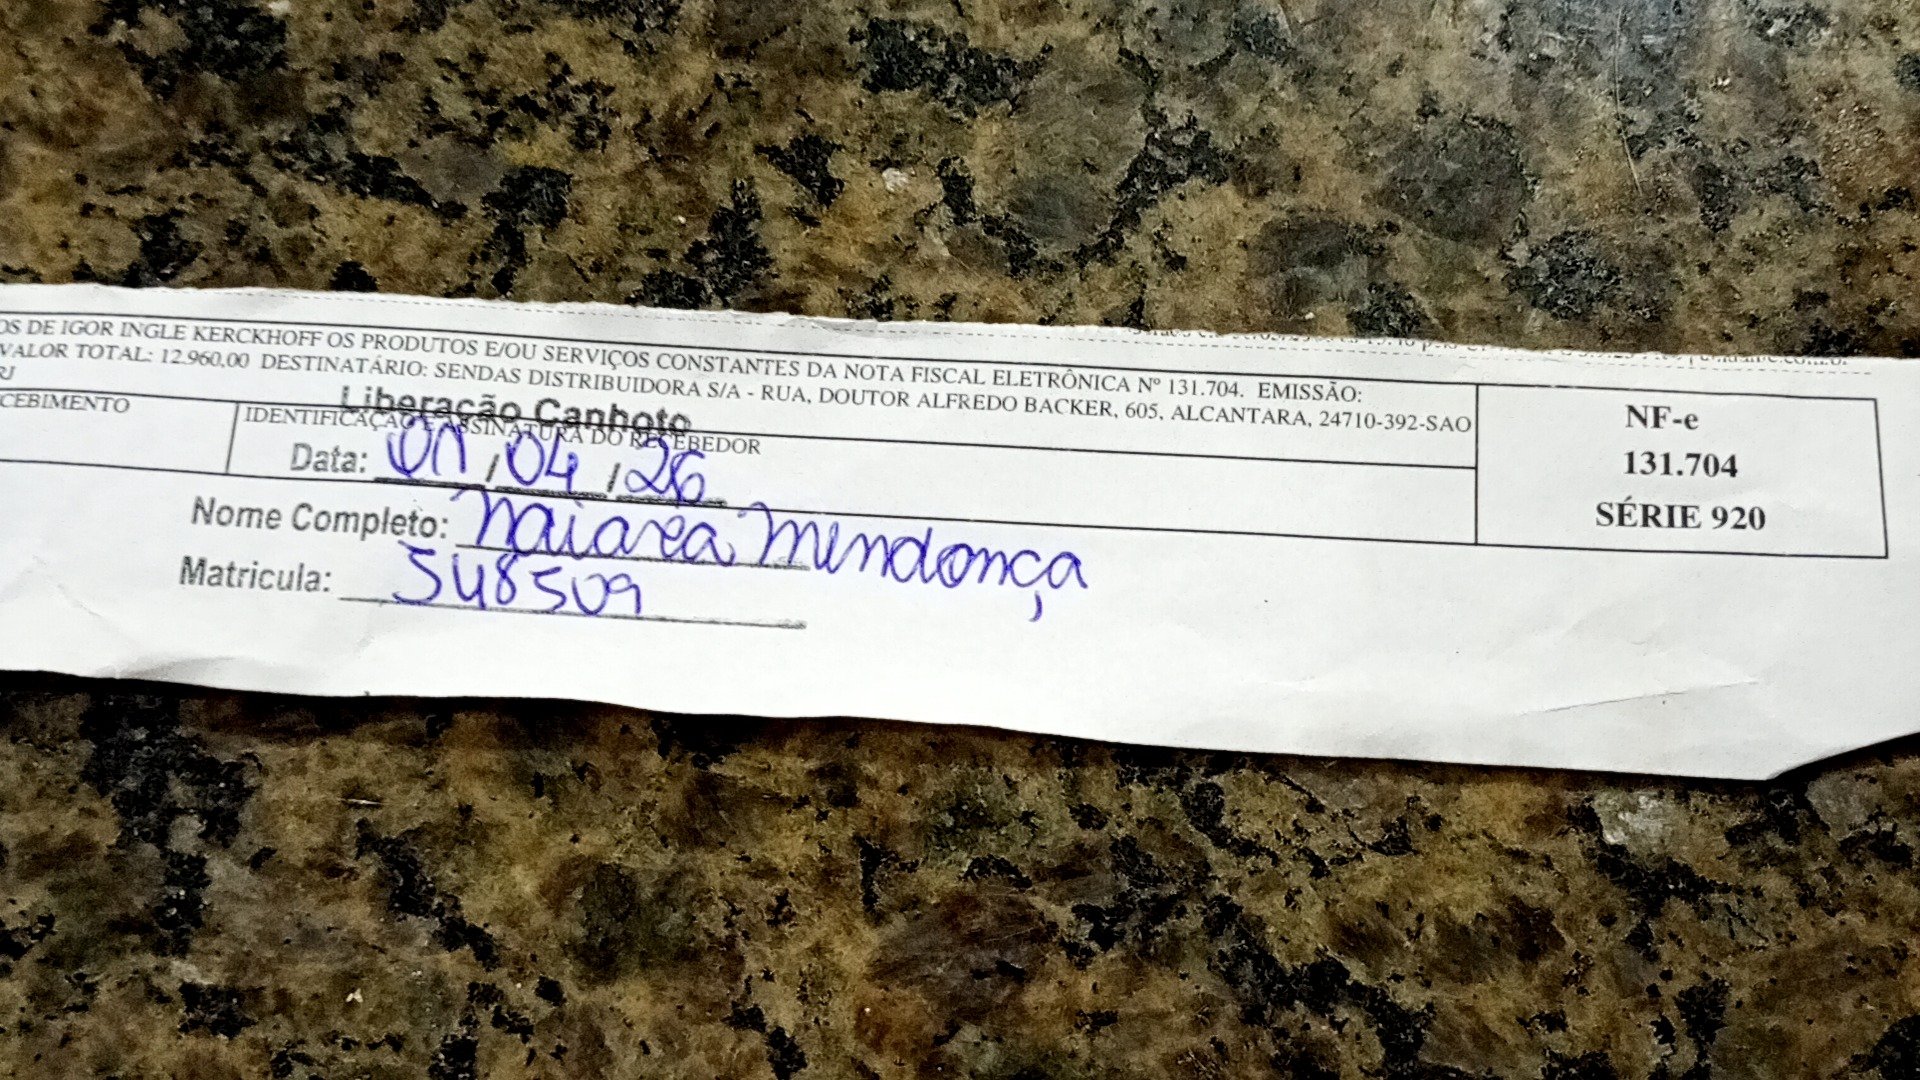 OS DE IGOR INGLE KERCKHOFF OS PRODUTOS E/OU SERVIÇOS CONSTANTES DA NOTA FISCAL ELETRÔNICA Nº 131.704. EMISSÃO:
VALOR TOTAL: 12.960,00 DESTINATÁRIO: SENDAS DISTRIBUIDORA S/A - RUA, DOUTOR ALFREDO BACKER, 605, ALCANTARA, 24710-392-SAO
RJ
CEBIMENTO
IDENTIFICAÇÃO E ASSINATURA DO RECEBEDOR
NF-e
131.704
SÉRIE 920
Liberação Canhoto
Data: 01/04/26
Nome Completo: Naiara Mendonça
Matricula: 548509